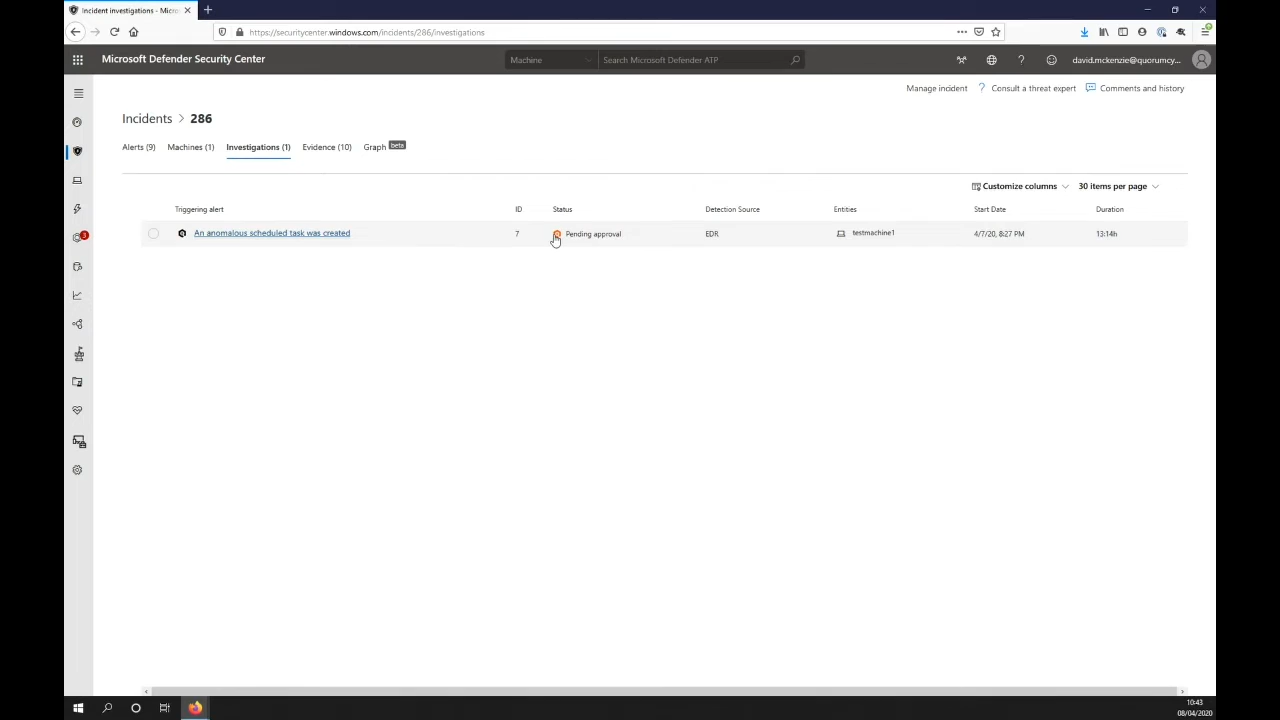 Incident investigations - Micro
https://securitycenter.windows.com/incidents/286/investigations
Microsoft Defender Security Center
Machine
Search Microsoft Defender ATP
david.mckenzie@quorumcy...
Manage incident
? Consult a threat expert
Comments and history
Incidents > 286
Alerts (9)
Machines (1)
Investigations (1)
Evidence (10)
Graph beta
Customize columns
30 items per page
Triggering alert
ID
Status
Detection Source
Entities
Start Date
Duration
An anomalous scheduled task was created
7
Pending approval
EDR
testmachine1
4/7/20, 8:27 PM
13:14h
3
10:43
08/04/2020